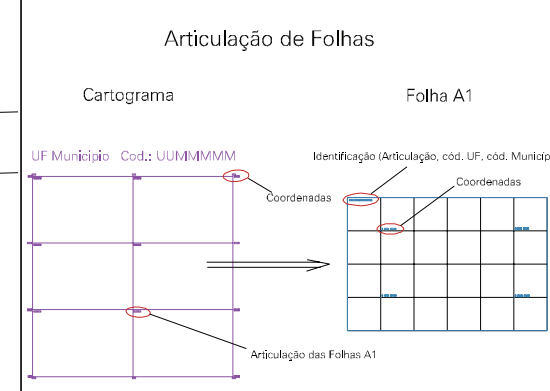 Articulação de Folhas
Cartograma
Folha A1
UF Municipio Cod.: UUMMMMM
Identificação (Articulação, cód. UF, cód. Municíp
Coordenadas
Coordenadas
Articulação das Folhas A1